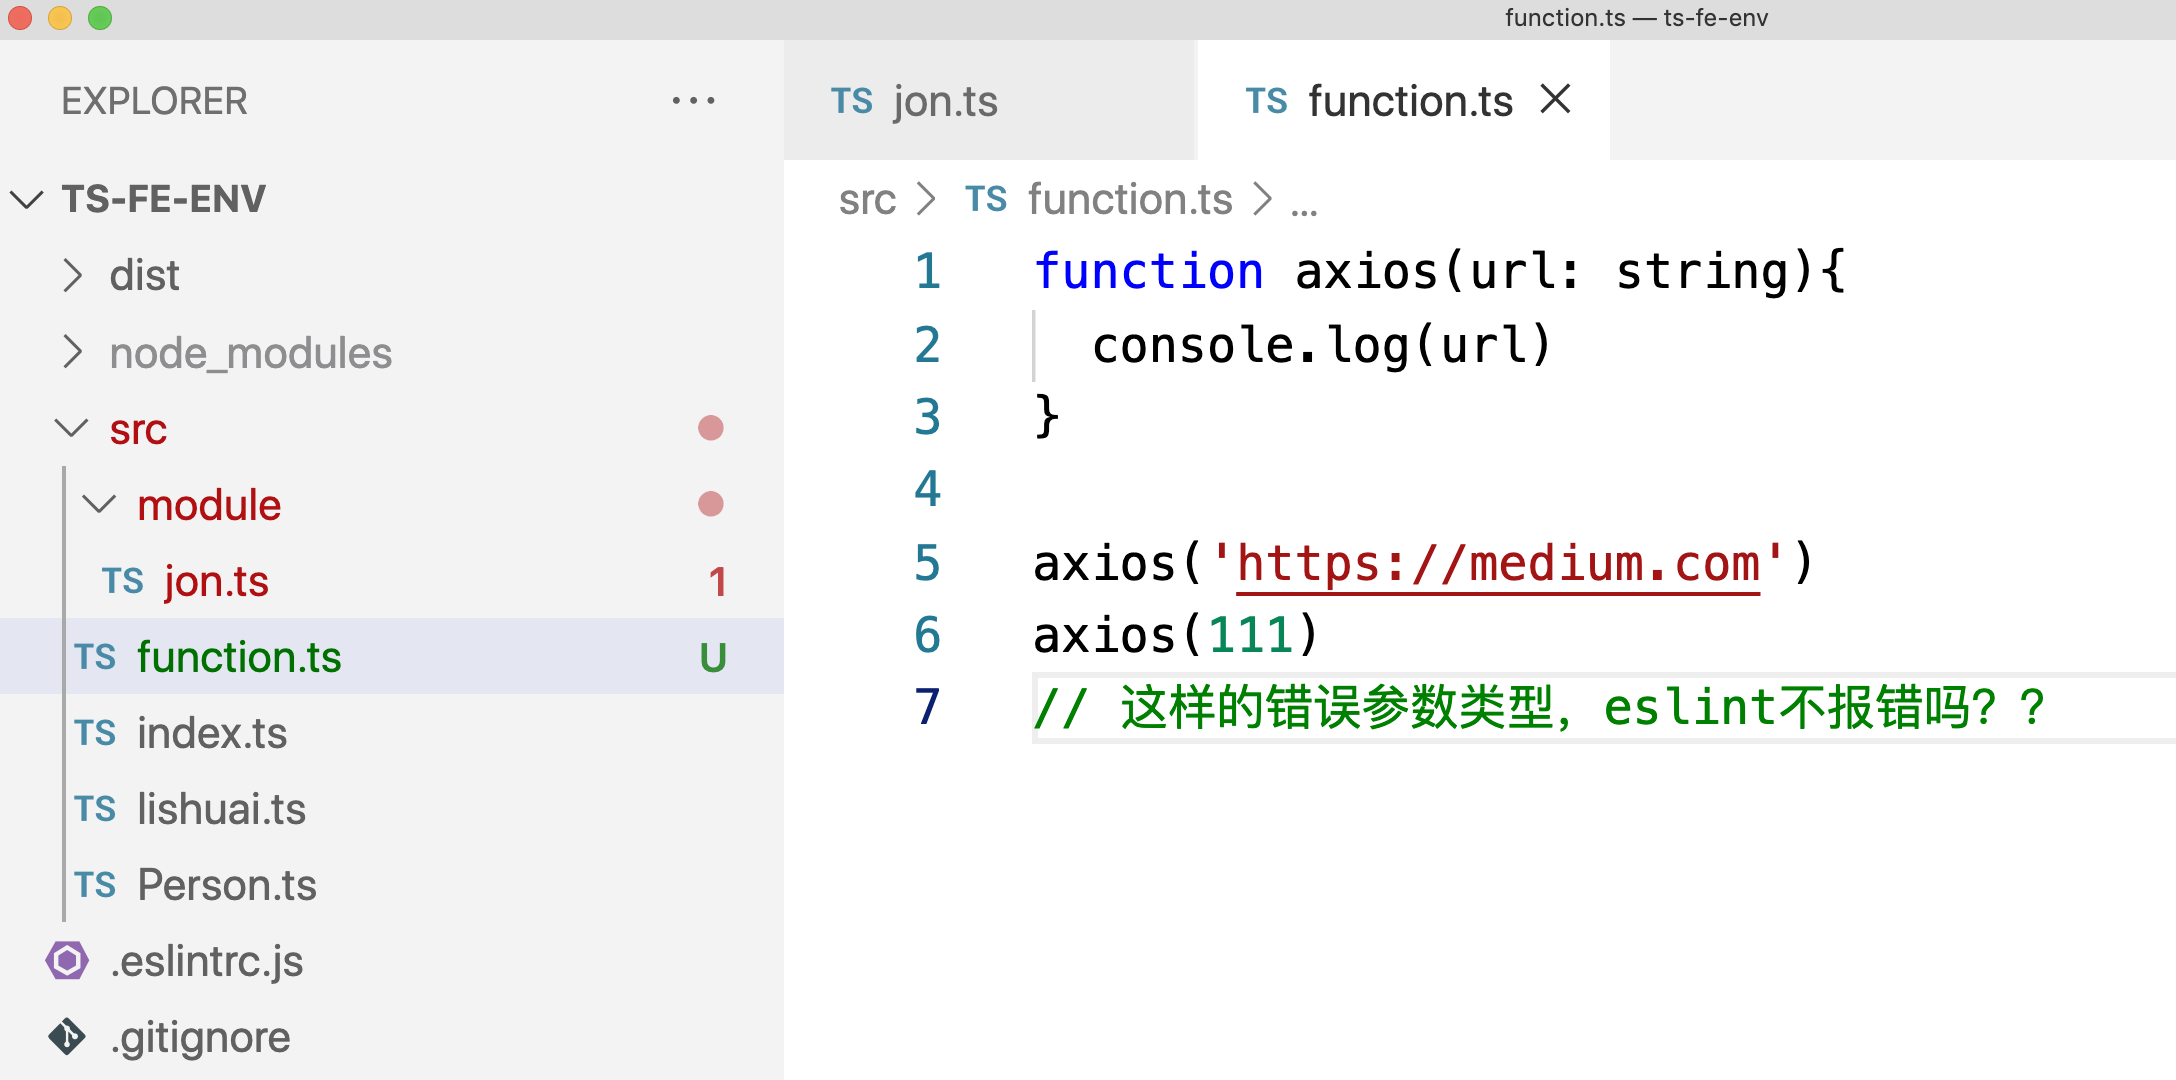 function.ts — ts-fe-env
EXPLORER
···
TS-FE-ENV
dist
node_modules
src
module
TS jon.ts 1
TS function.ts U
TS index.ts
TS lishuai.ts
TS Person.ts
.eslintrc.js
.gitignore
TS jon.ts
TS function.ts
src > TS function.ts > ...
1 function axios(url: string){
2 console.log(url)
3 }
4
5 axios('https://medium.com')
6 axios(111)
7 // 这样的错误参数类型，eslint不报错吗？？